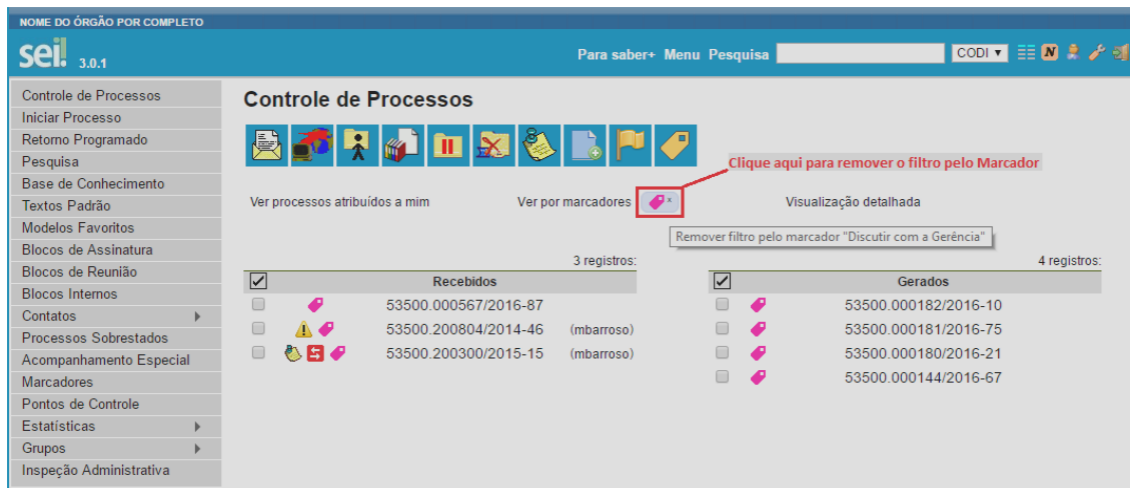 NOME DO ÓRGÃO POR COMPLETO
sei! 3.0.1
Para saber+ Menu Pesquisa CODI
Controle de Processos
Iniciar Processo
Retorno Programado
Pesquisa
Base de Conhecimento
Textos Padrão
Modelos Favoritos
Blocos de Assinatura
Blocos de Reunião
Blocos Internos
Contatos
Processos Sobrestados
Acompanhamento Especial
Marcadores
Pontos de Controle
Estatísticas
Grupos
Inspeção Administrativa
Controle de Processos
Clique aqui para remover o filtro pelo Marcador
Ver processos atribuídos a mim Ver por marcadores x Visualização detalhada
Remover filtro pelo marcador "Discutir com a Gerência"
3 registros:
Recebidos
53500.000567/2016-87
53500.200804/2014-46 (mbarroso)
53500.200300/2015-15 (mbarroso)
4 registros:
Gerados
53500.000182/2016-10
53500.000181/2016-75
53500.000180/2016-21
53500.000144/2016-67